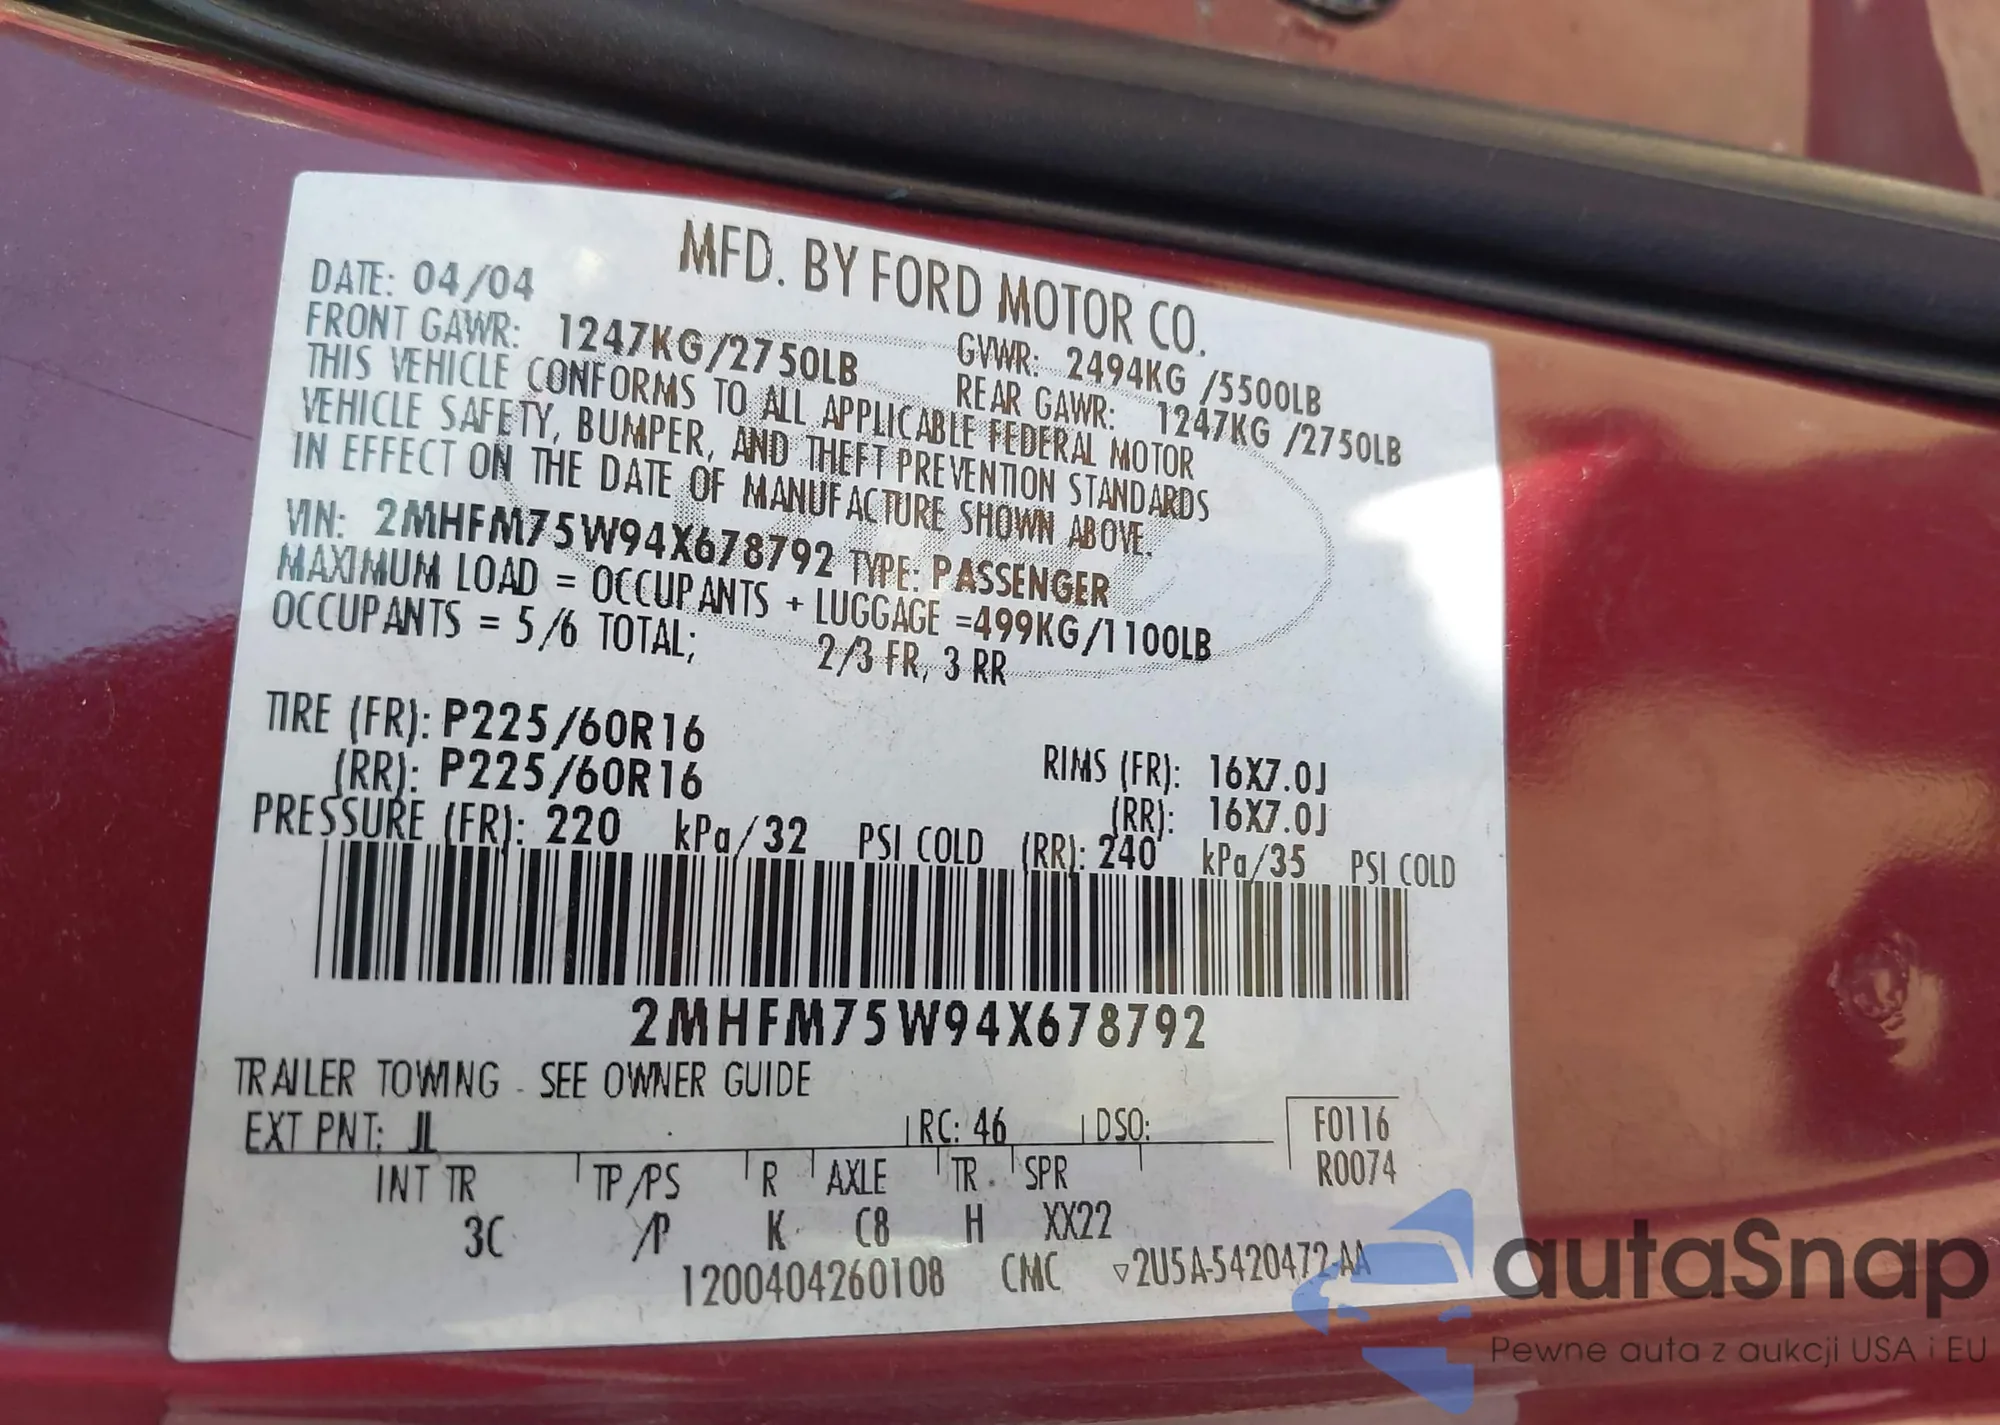 MFD. BY FORD MOTOR CO.
DATE: 04/04
GVWR: 2494KG /5500LB
FRONT GAWR: 1247KG/2750LB
REAR GAWR: 1247KG /2750LB
THIS VEHICLE CONFORMS TO ALL APPLICABLE FEDERAL MOTOR
VEHICLE SAFETY, BUMPER, AND THEFT PREVENTION STANDARDS
IN EFFECT ON THE DATE OF MANUFACTURE SHOWN ABOVE.
VIN: 2MHFM75W94X678792 TYPE: PASSENGER
MAXIMUM LOAD = OCCUPANTS + LUGGAGE =499KG/1100LB
OCCUPANTS = 5/6 TOTAL; 2/3 FR, 3 RR
TIRE (FR): P225/60R16 RIMS (FR): 16X7.0J
(RR): P225/60R16 (RR): 16X7.0J
PRESSURE (FR): 220 kPa/32 PSI COLD (RR): 240 kPa/35 PSI COLD
2MHFM75W94X678792
TRAILER TOWING - SEE OWNER GUIDE
EXT PNT: JL RC: 46 DSO: F0116
R0074
INT TR TP/PS R AXLE TR SPR
3C /P K C8 H XX22
1200404260108 CMC ▽2U5A-5420472-AA
autaSnap
Pewne auta z aukcji USA i EU